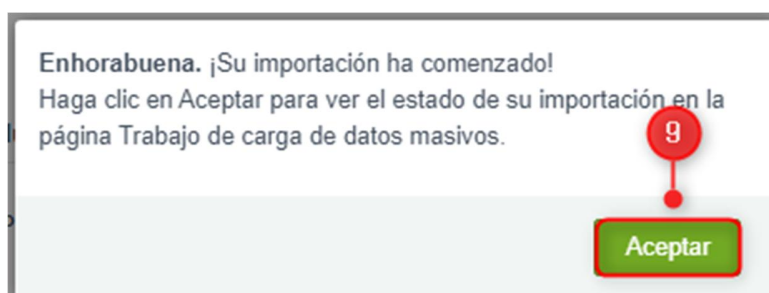 Enhorabuena. ¡Su importación ha comenzado!
Haga clic en Aceptar para ver el estado de su importación en la
página Trabajo de carga de datos masivos.
9
Aceptar